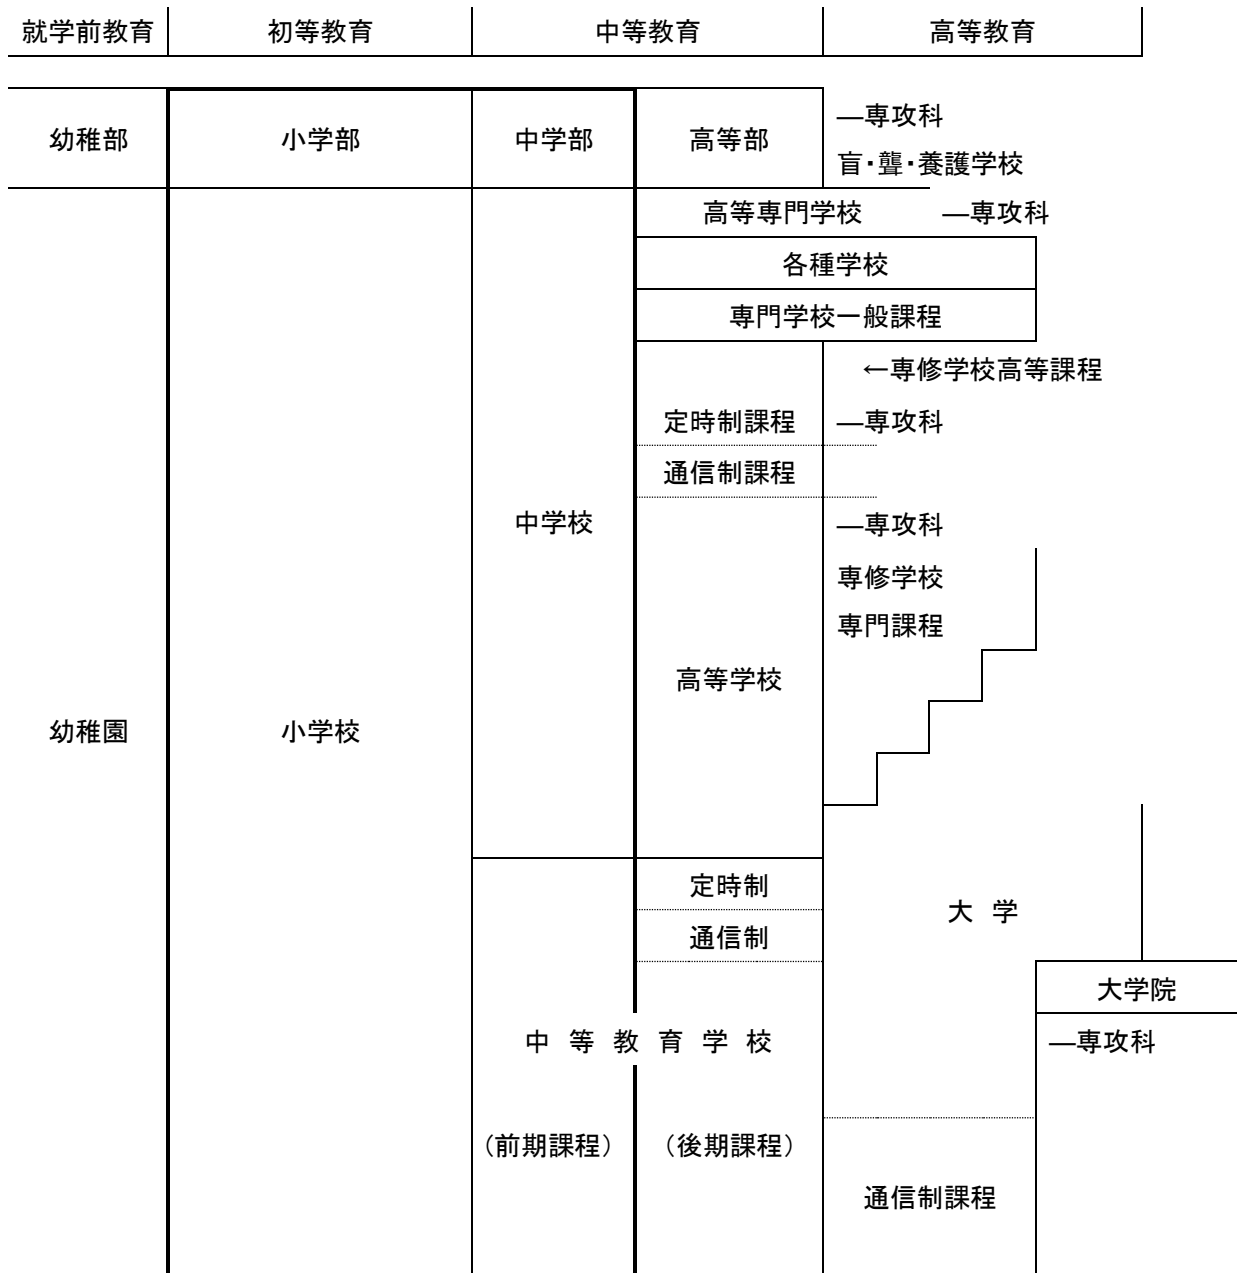 就学前教育 初等教育 中等教育 高等教育
幼稚部 小学部 中学部 高等部 —専攻科
盲・聾・養護学校
高等専門学校 —専攻科
各種学校
専門学校一般課程
←専修学校高等課程
定時制課程 —専攻科
通信制課程
中学校 —専攻科
専修学校
専門課程
高等学校
幼稚園 小学校
定時制
大 学
通信制
大学院
中 等 教 育 学 校 —専攻科
（前期課程） （後期課程）
通信制課程